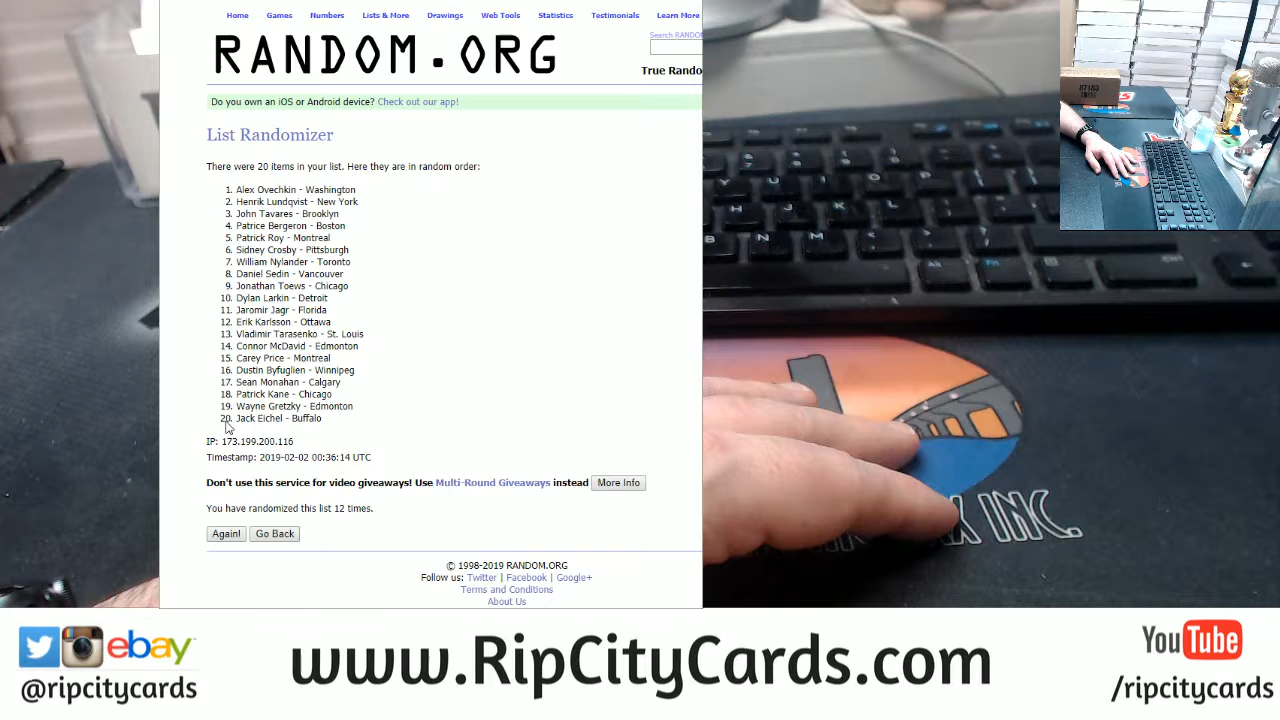 Home Games Numbers Lists & More Drawings Web Tools Statistics Testimonials Learn More
RANDOM.ORG
Search RANDO
True Rando
Do you own an iOS or Android device? Check out our app!
List Randomizer
There were 20 items in your list. Here they are in random order:
1. Alex Ovechkin - Washington
2. Henrik Lundqvist - New York
3. John Tavares - Brooklyn
4. Patrice Bergeron - Boston
5. Patrick Roy - Montreal
6. Sidney Crosby - Pittsburgh
7. William Nylander - Toronto
8. Daniel Sedin - Vancouver
9. Jonathan Toews - Chicago
10. Dylan Larkin - Detroit
11. Jaromir Jagr - Florida
12. Erik Karlsson - Ottawa
13. Vladimir Tarasenko - St. Louis
14. Connor McDavid - Edmonton
15. Carey Price - Montreal
16. Dustin Byfuglien - Winnipeg
17. Sean Monahan - Calgary
18. Patrick Kane - Chicago
19. Wayne Gretzky - Edmonton
20. Jack Eichel - Buffalo
IP: 173.199.200.116
Timestamp: 2019-02-02 00:36:14 UTC
Don't use this service for video giveaways! Use Multi-Round Giveaways instead More Info
You have randomized this list 12 times.
Again! Go Back
© 1998-2019 RANDOM.ORG
Follow us: Twitter | Facebook | Google+
Terms and Conditions
About Us
87183
INC.
ebay
@ripcitycards
www.RipCityCards.com
YouTube
/ripcitycards